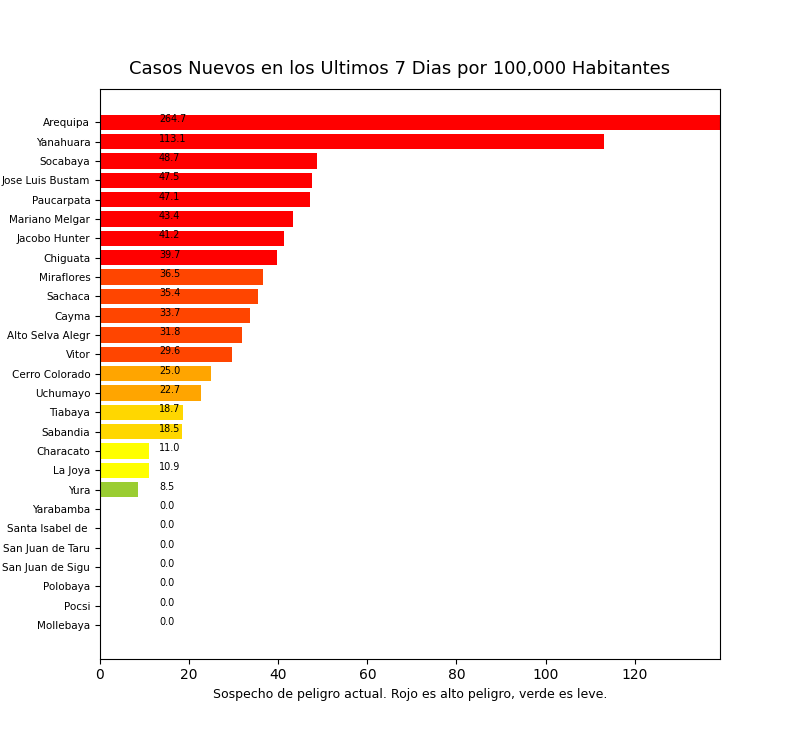 Casos Nuevos en los Ultimos 7 Dias por 100,000 Habitantes
Arequipa 264.7
Yanahuara 113.1
Socabaya 48.7
Jose Luis Bustam 47.5
Paucarpata 47.1
Mariano Melgar 43.4
Jacobo Hunter 41.2
Chiguata 39.7
Miraflores 36.5
Sachaca 35.4
Cayma 33.7
Alto Selva Alegr 31.8
Vitor 29.6
Cerro Colorado 25.0
Uchumayo 22.7
Tiabaya 18.7
Sabandia 18.5
Characato 11.0
La Joya 10.9
Yura 8.5
Yarabamba 0.0
Santa Isabel de 0.0
San Juan de Taru 0.0
San Juan de Sigu 0.0
Polobaya 0.0
Pocsi 0.0
Mollebaya 0.0
0 20 40 60 80 100 120
Sospecho de peligro actual. Rojo es alto peligro, verde es leve.